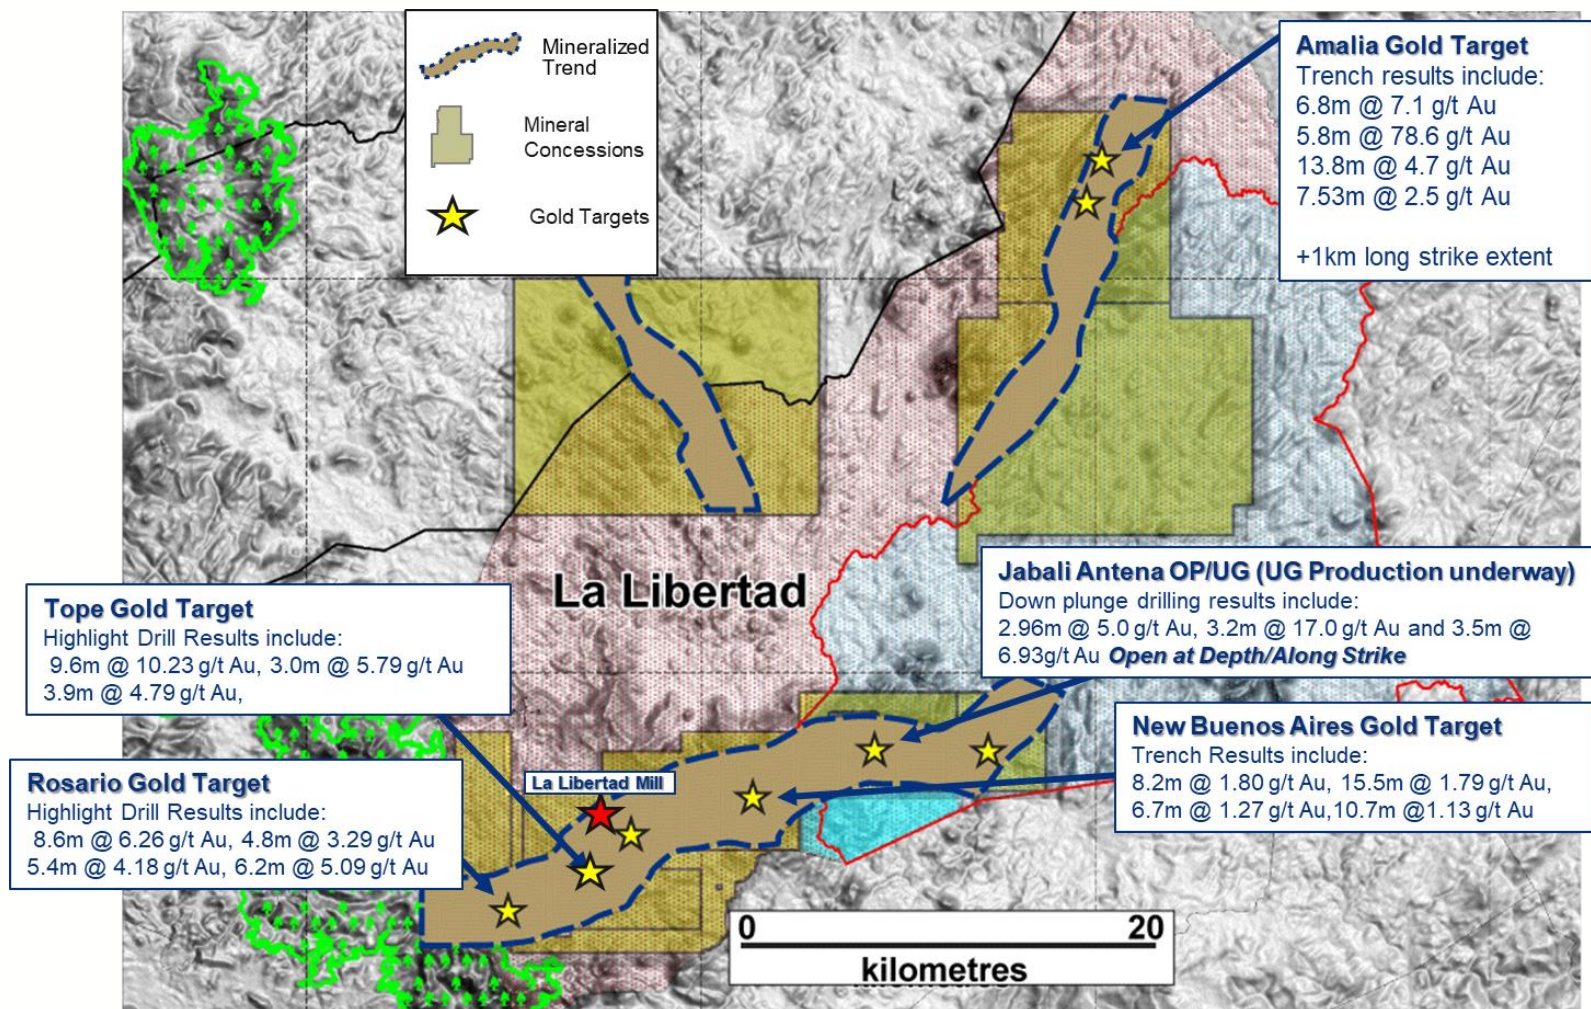 Mineralized
Trend
Mineral
Concessions
Gold Targets
Amalia Gold Target
Trench results include:
6.8m @ 7.1 g/t Au
5.8m @ 78.6 g/t Au
13.8m @ 4.7 g/t Au
7.53m @ 2.5 g/t Au
+1km long strike extent
La Libertad
Jabali Antena OP/UG (UG Production underway)
Down plunge drilling results include:
2.96m @ 5.0 g/t Au, 3.2m @ 17.0 g/t Au and 3.5m @
6.93g/t Au Open at Depth/Along Strike
Tope Gold Target
Highlight Drill Results include:
9.6m @ 10.23 g/t Au, 3.0m @ 5.79 g/t Au
3.9m @ 4.79 g/t Au,
New Buenos Aires Gold Target
Trench Results include:
8.2m @ 1.80 g/t Au, 15.5m @ 1.79 g/t Au,
6.7m @ 1.27 g/t Au,10.7m @1.13 g/t Au
La Libertad Mill
Rosario Gold Target
Highlight Drill Results include:
8.6m @ 6.26 g/t Au, 4.8m @ 3.29 g/t Au
5.4m @ 4.18 g/t Au, 6.2m @ 5.09 g/t Au
0 20
kilometres